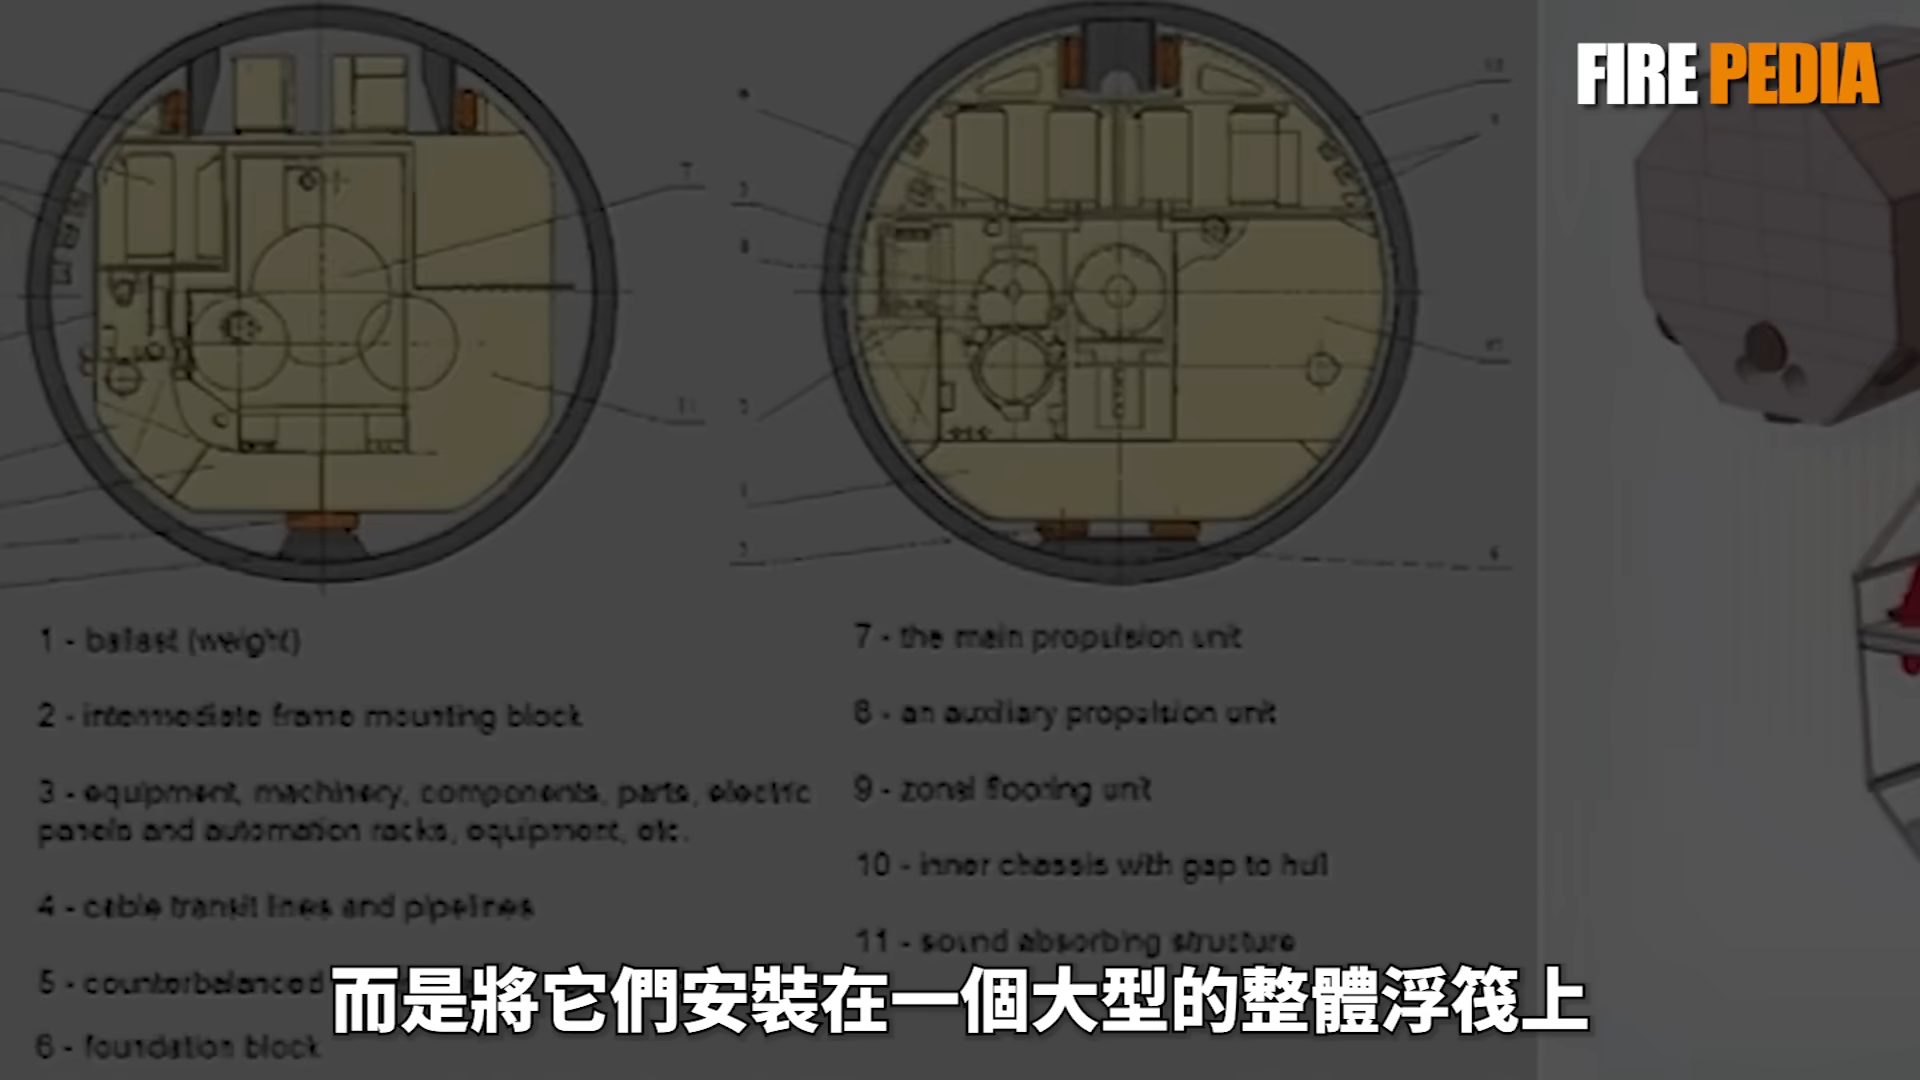 FIRE PEDIA
1 - ballast (weight)
2 - intermediate frame mounting block
3 - equipment, machinery, components, parts, electric
panels and automation racks, equipment, etc.
4 - cable transit lines and pipelines
5 - counterbalanced
6 - foundation block
7 - the main propulsion unit
8 - an auxiliary propulsion unit
9 - zonal flooring unit
10 - inner chassis with gap to hull
11 - sound absorbing structure
而是將它們安裝在一個大型的整體浮筏上